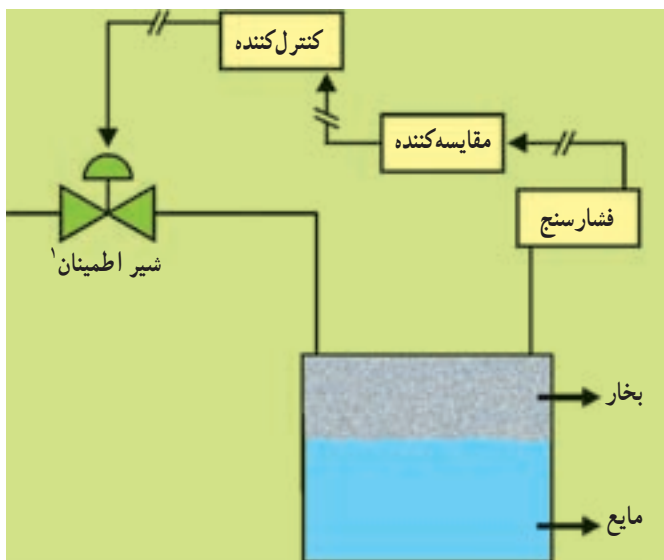 کنترل‌کننده
مقایسه‌کننده
فشارسنج
شیر اطمینان۱
بخار
مایع